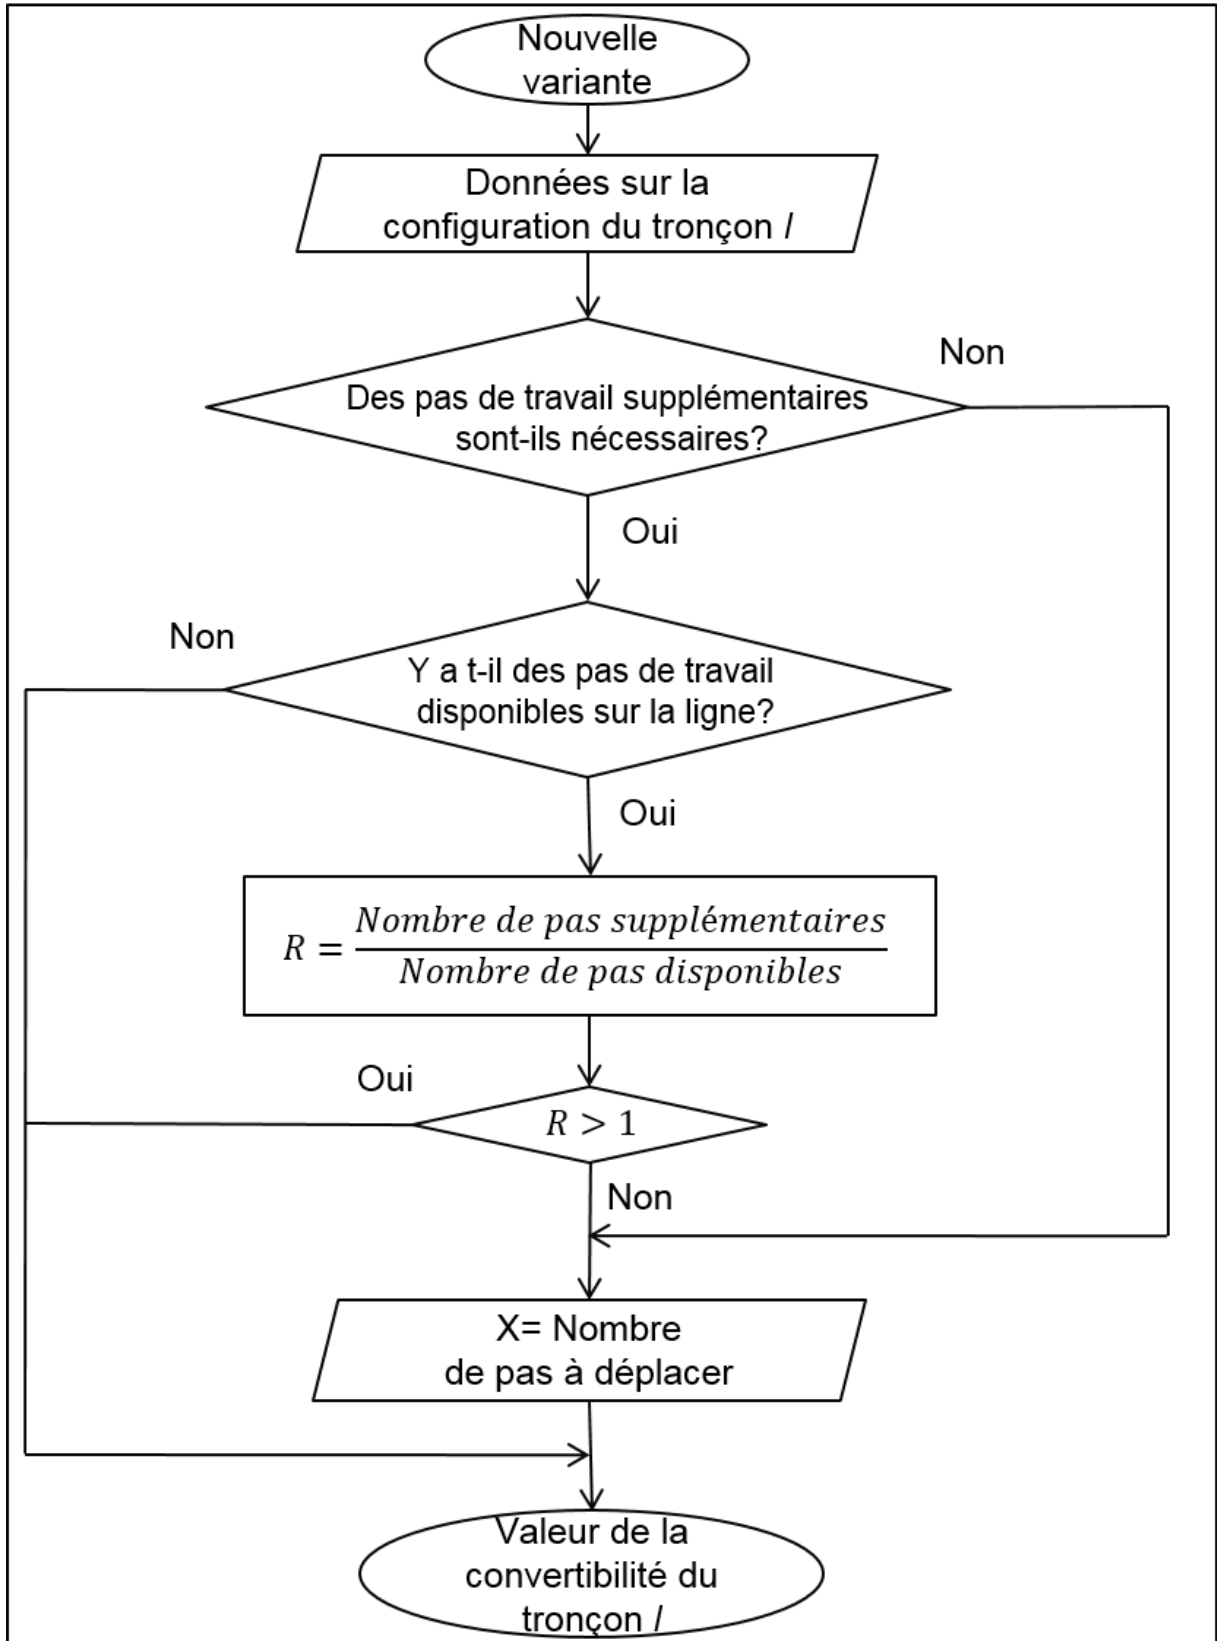 Nouvelle
variante
Données sur la
configuration du tronçon l
Non
Des pas de travail supplémentaires
sont-ils nécessaires?
Oui
Non
Y a t-il des pas de travail
disponibles sur la ligne?
Oui
R = Nombre de pas supplémentaires
Nombre de pas disponibles
Oui
R > 1
Non
X= Nombre
de pas à déplacer
Valeur de la
convertibilité du
tronçon l